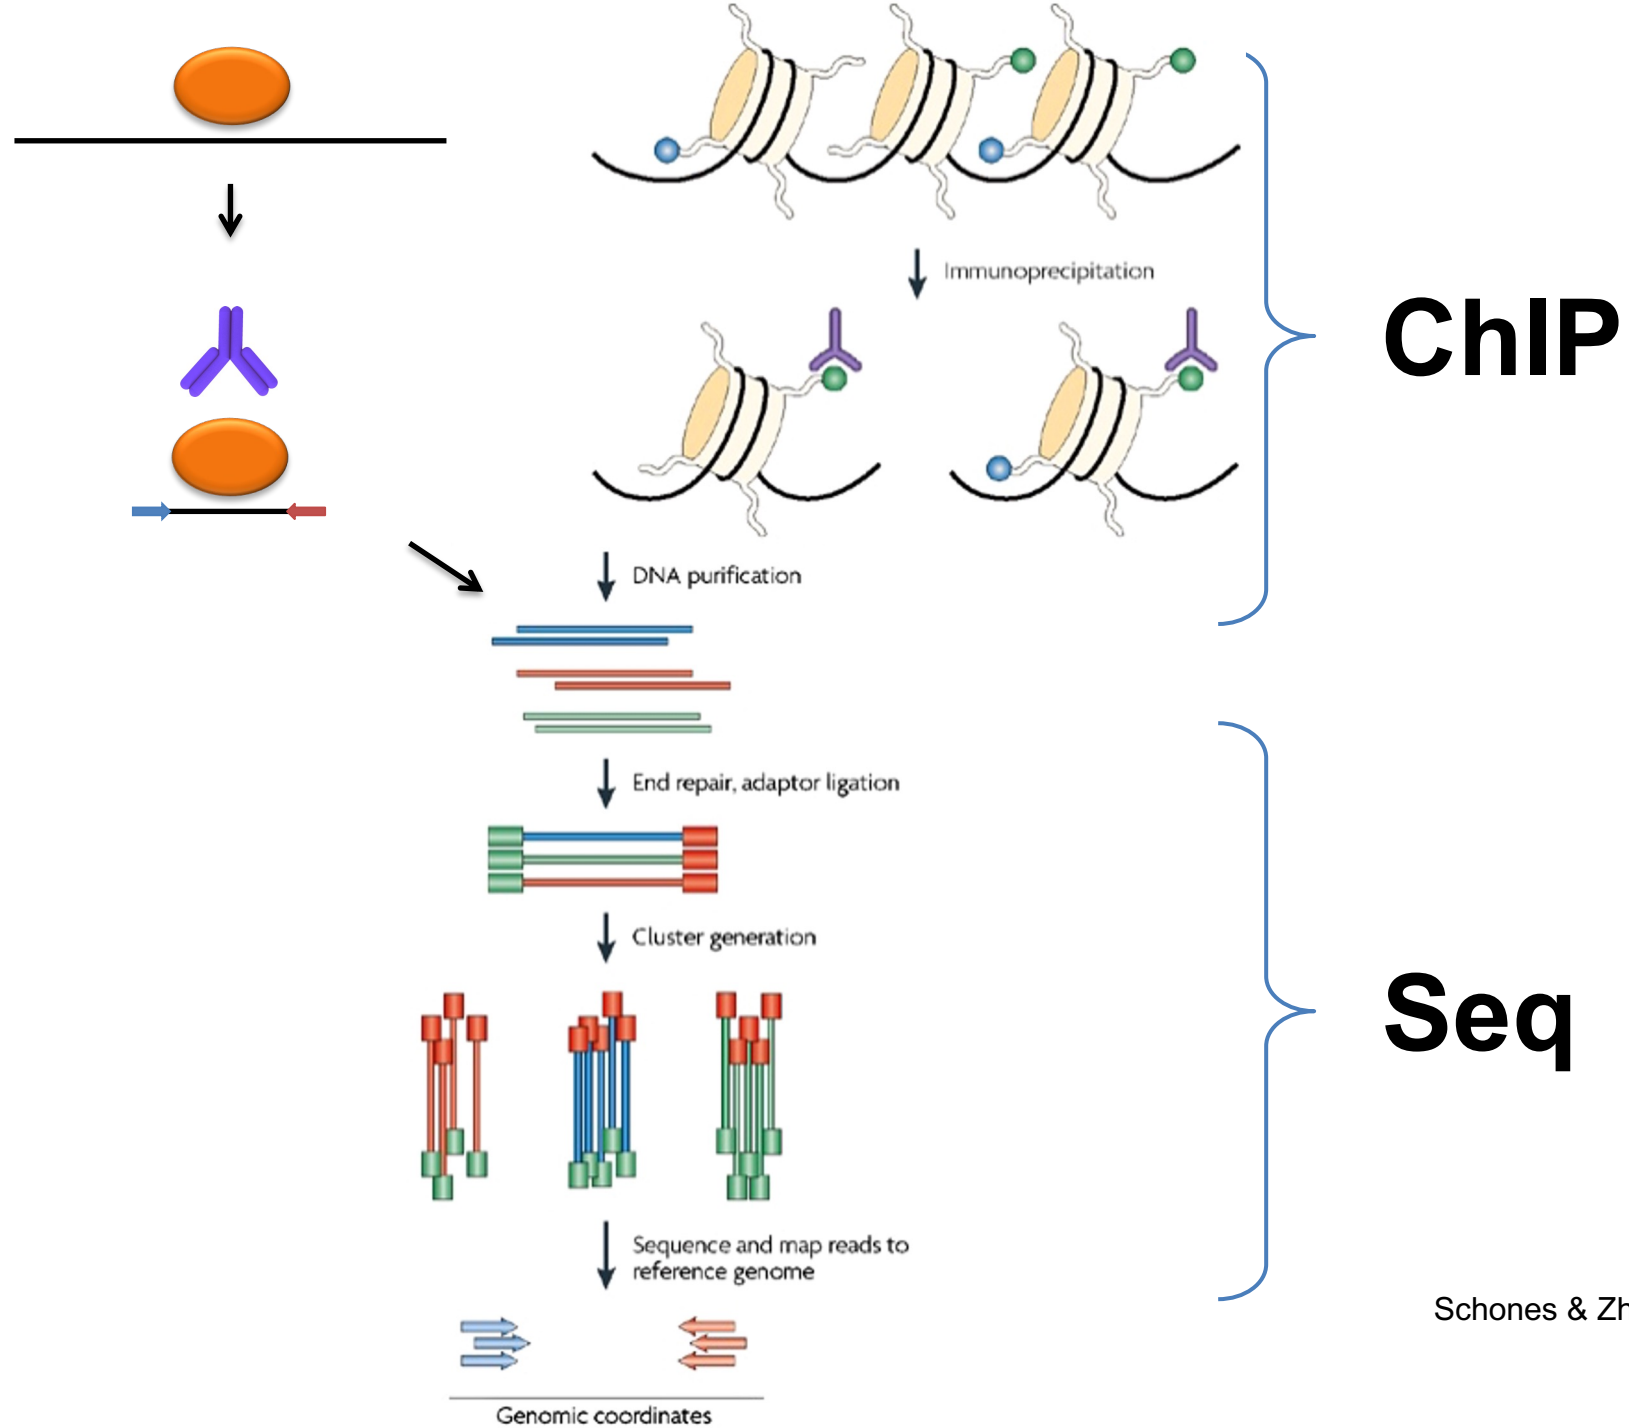 Immunoprecipitation
ChIP
DNA purification
End repair, adaptor ligation
Cluster generation
Seq
Sequence and map reads to
reference genome
Schones &
Genomic coordinates